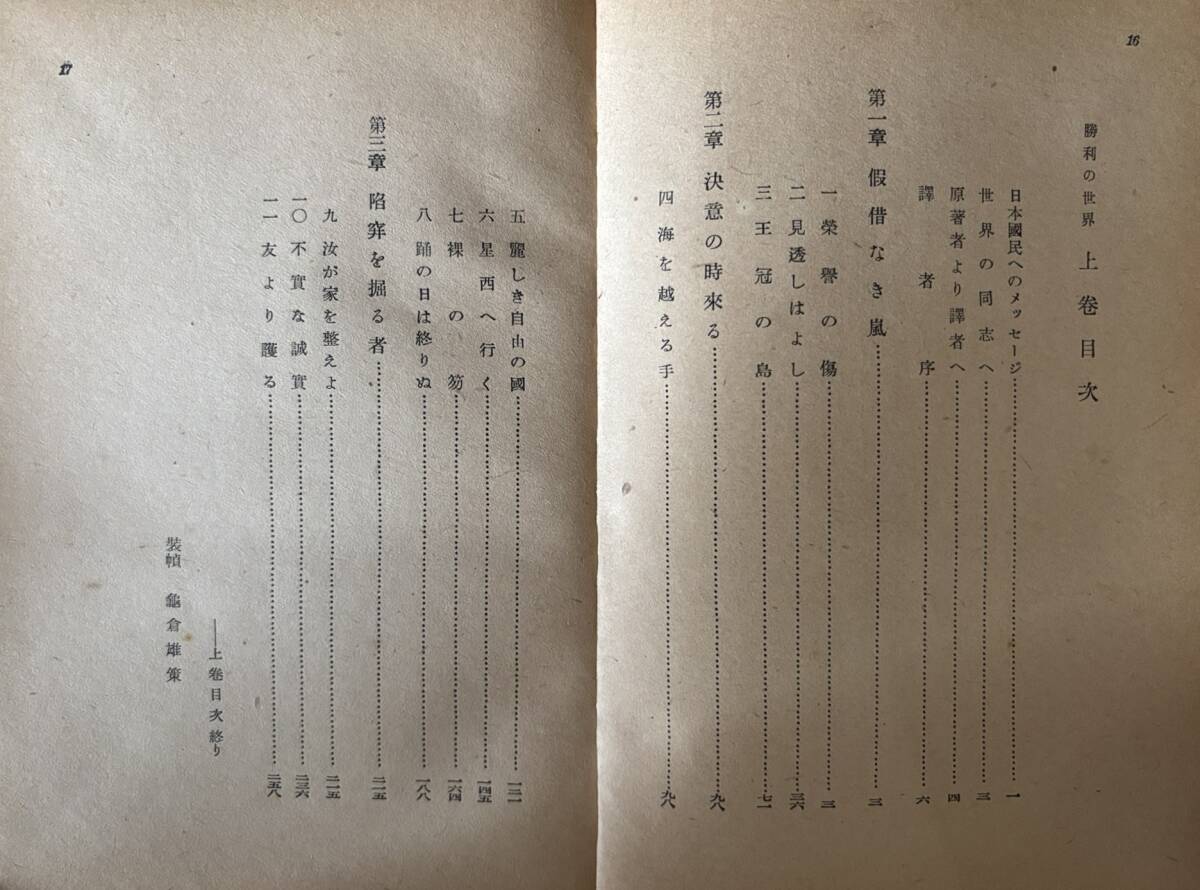 16
勝利の世界 上卷目次
日本國民へのメッセージ……一
世界の同志へ……三
原著者より譯者へ……四
譯者序……六
第一章 假借なき嵐……三
一 榮譽の傷……三
二 見透しはよし……三六
三 王冠の島……七一
第二章 決意の時來る……九八
四 海を越える手……九八
17
五 麗しき自由の國……一三一
六 星西へ行く……一四五
七 裸の笏……一六四
八 踊の日は終りぬ……一八八
第三章 陷穽を掘る者……二一五
九 汝が家を整えよ……二一五
一〇 不實な誠實……二三六
一一 友より護る……二五八
——上卷目次終り
裝幀 龜倉雄策